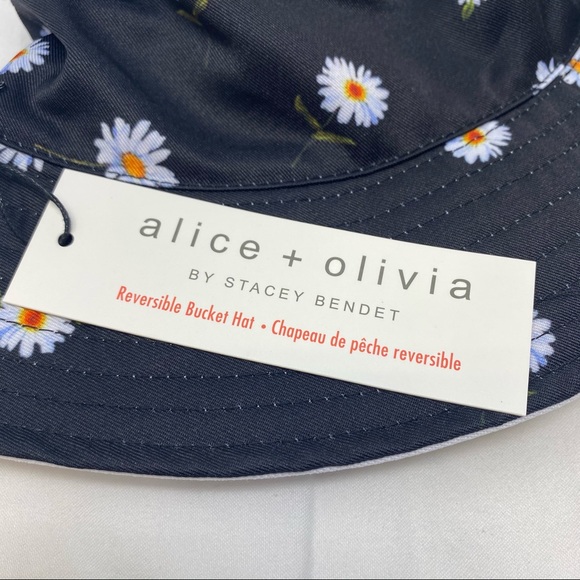 alice + olivia
BY STACEY BENDET
Reversible Bucket Hat • Chapeau de pêche reversible